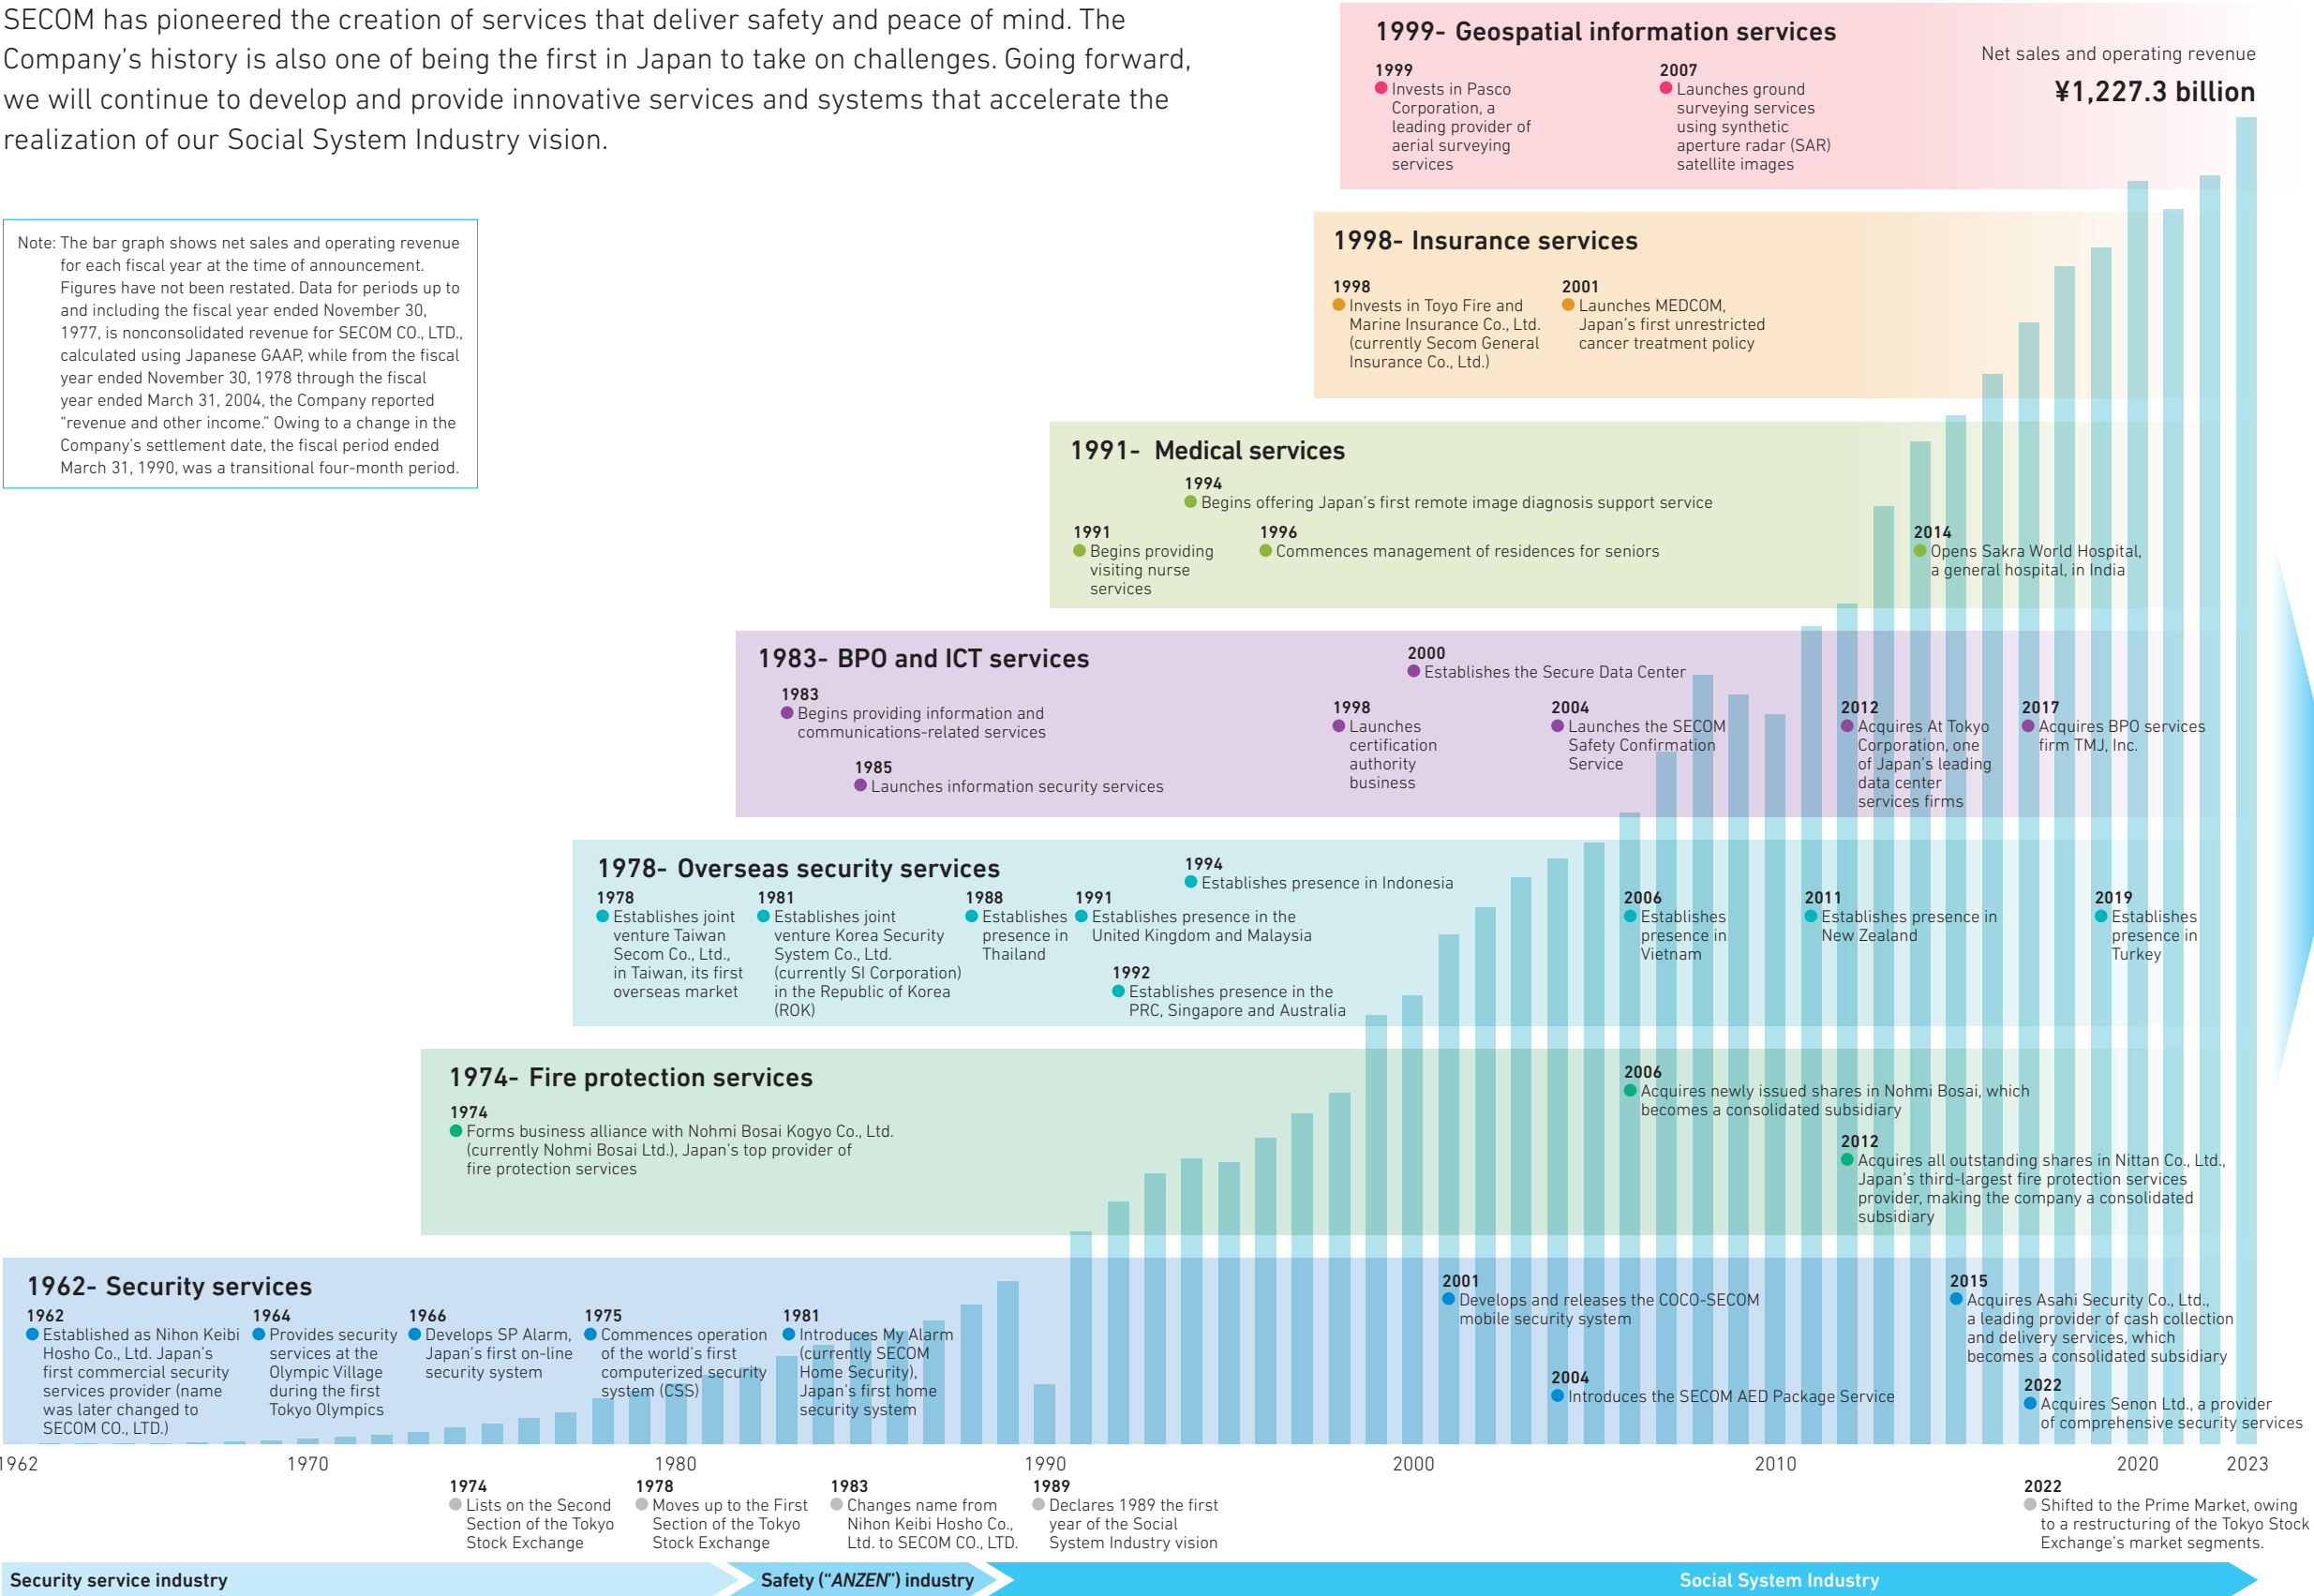 SECOM has pioneered the creation of services that deliver safety and peace of mind. The
Company's history is also one of being the first in Japan to take on challenges. Going forward,
we will continue to develop and provide innovative services and systems that accelerate the
realization of our Social System Industry vision.
Note: The bar graph shows net sales and operating revenue
for each fiscal year at the time of announcement.
Figures have not been restated. Data for periods up to
and including the fiscal year ended November 30,
1977, is nonconsolidated revenue for SECOM CO., LTD.,
calculated using Japanese GAAP, while from the fiscal
year ended November 30, 1978 through the fiscal
year ended March 31, 2004, the Company reported
“revenue and other income.” Owing to a change in the
Company's settlement date, the fiscal period ended
March 31, 1990, was a transitional four-month period.
Net sales and operating revenue
¥1,227.3 billion
1999- Geospatial information services
1999
Invests in Pasco
Corporation, a
leading provider of
aerial surveying
services
2007
Launches ground
surveying services
using synthetic
aperture radar (SAR)
satellite images
1998- Insurance services
1998
Invests in Toyo Fire and
Marine Insurance Co., Ltd.
(currently Secom General
Insurance Co., Ltd.)
2001
Launches MEDCOM,
Japan's first unrestricted
cancer treatment policy
1991- Medical services
1994
Begins offering Japan's first remote image diagnosis support service
1991
Begins providing
visiting nurse
services
1996
Commences management of residences for seniors
2014
Opens Sakra World Hospital,
a general hospital, in India
1983- BPO and ICT services
1983
Begins providing information and
communications-related services
1985
Launches information security services
2000
Establishes the Secure Data Center
1998
Launches
certification
authority
business
2004
Launches the SECOM
Safety Confirmation
Service
2012
Acquires At Tokyo
Corporation, one
of Japan's leading
data center
services firms
2017
Acquires BPO services
firm TMJ, Inc.
1978- Overseas security services
1978
Establishes joint
venture Taiwan
Secom Co., Ltd.,
in Taiwan, its first
overseas market
1981
Establishes joint
venture Korea Security
System Co., Ltd.
(currently SI Corporation)
in the Republic of Korea
(ROK)
1988
Establishes
presence in
Thailand
1991
Establishes presence in the
United Kingdom and Malaysia
1994
Establishes presence in Indonesia
1992
Establishes presence in the
PRC, Singapore and Australia
2006
Establishes
presence in
Vietnam
2011
Establishes presence in
New Zealand
2019
Establishes
presence in
Turkey
1974- Fire protection services
1974
Forms business alliance with Nohmi Bosai Kogyo Co., Ltd.
(currently Nohmi Bosai Ltd.), Japan's top provider of
fire protection services
2006
Acquires newly issued shares in Nohmi Bosai, which
becomes a consolidated subsidiary
2012
Acquires all outstanding shares in Nittan Co., Ltd.,
Japan's third-largest fire protection services
provider, making the company a consolidated
subsidiary
1962- Security services
1962
Established as Nihon Keibi
Hosho Co., Ltd. Japan's
first commercial security
services provider (name
was later changed to
SECOM CO., LTD.)
1964
Provides security
services at the
Olympic Village
during the first
Tokyo Olympics
1966
Develops SP Alarm,
Japan's first on-line
security system
1975
Commences operation
of the world's first
computerized security
system (CSS)
1981
Introduces My Alarm
(currently SECOM
Home Security),
Japan's first home
security system
2001
Develops and releases the COCO-SECOM
mobile security system
2004
Introduces the SECOM AED Package Service
2015
Acquires Asahi Security Co., Ltd.,
a leading provider of cash collection
and delivery services, which
becomes a consolidated subsidiary
2022
Acquires Senon Ltd., a provider
of comprehensive security services
1962 1970 1980 1990 2000 2010 2020 2023
1974
Lists on the Second
Section of the Tokyo
Stock Exchange
1978
Moves up to the First
Section of the Tokyo
Stock Exchange
1983
Changes name from
Nihon Keibi Hosho Co.,
Ltd. to SECOM CO., LTD.
1989
Declares 1989 the first
year of the Social
System Industry vision
2022
Shifted to the Prime Market, owing
to a restructuring of the Tokyo Stock
Exchange's market segments.
Security service industry
Safety (“ANZEN”) industry
Social System Industry